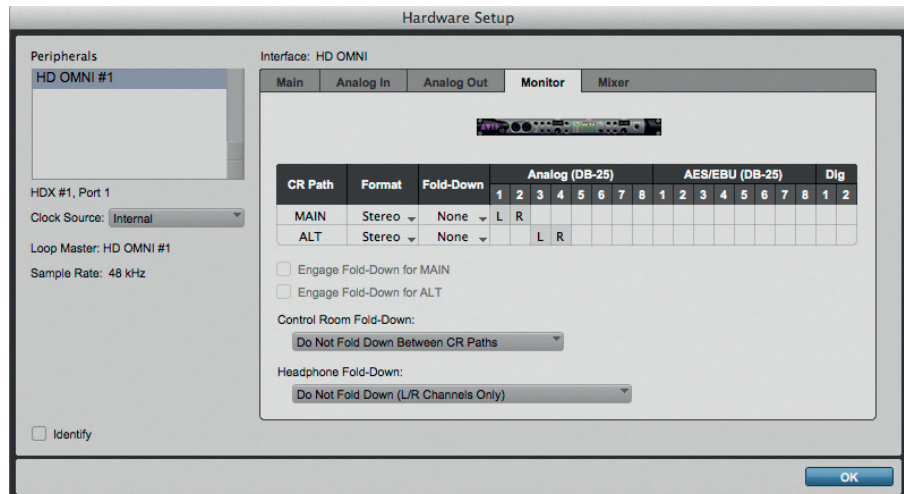 Hardware Setup
Peripherals
HD OMNI #1
HDX #1, Port 1
Clock Source: Internal
Loop Master: HD OMNI #1
Sample Rate: 48 kHz
Identify
Interface: HD OMNI
Main Analog In Analog Out Monitor Mixer
AVID
CR Path Format Fold-Down Analog (DB-25) AES/EBU (DB-25) Dig
1 2 3 4 5 6 7 8 1 2 3 4 5 6 7 8 1 2
MAIN Stereo None L R
ALT Stereo None L R
Engage Fold-Down for MAIN
Engage Fold-Down for ALT
Control Room Fold-Down:
Do Not Fold Down Between CR Paths
Headphone Fold-Down:
Do Not Fold Down (L/R Channels Only)
OK